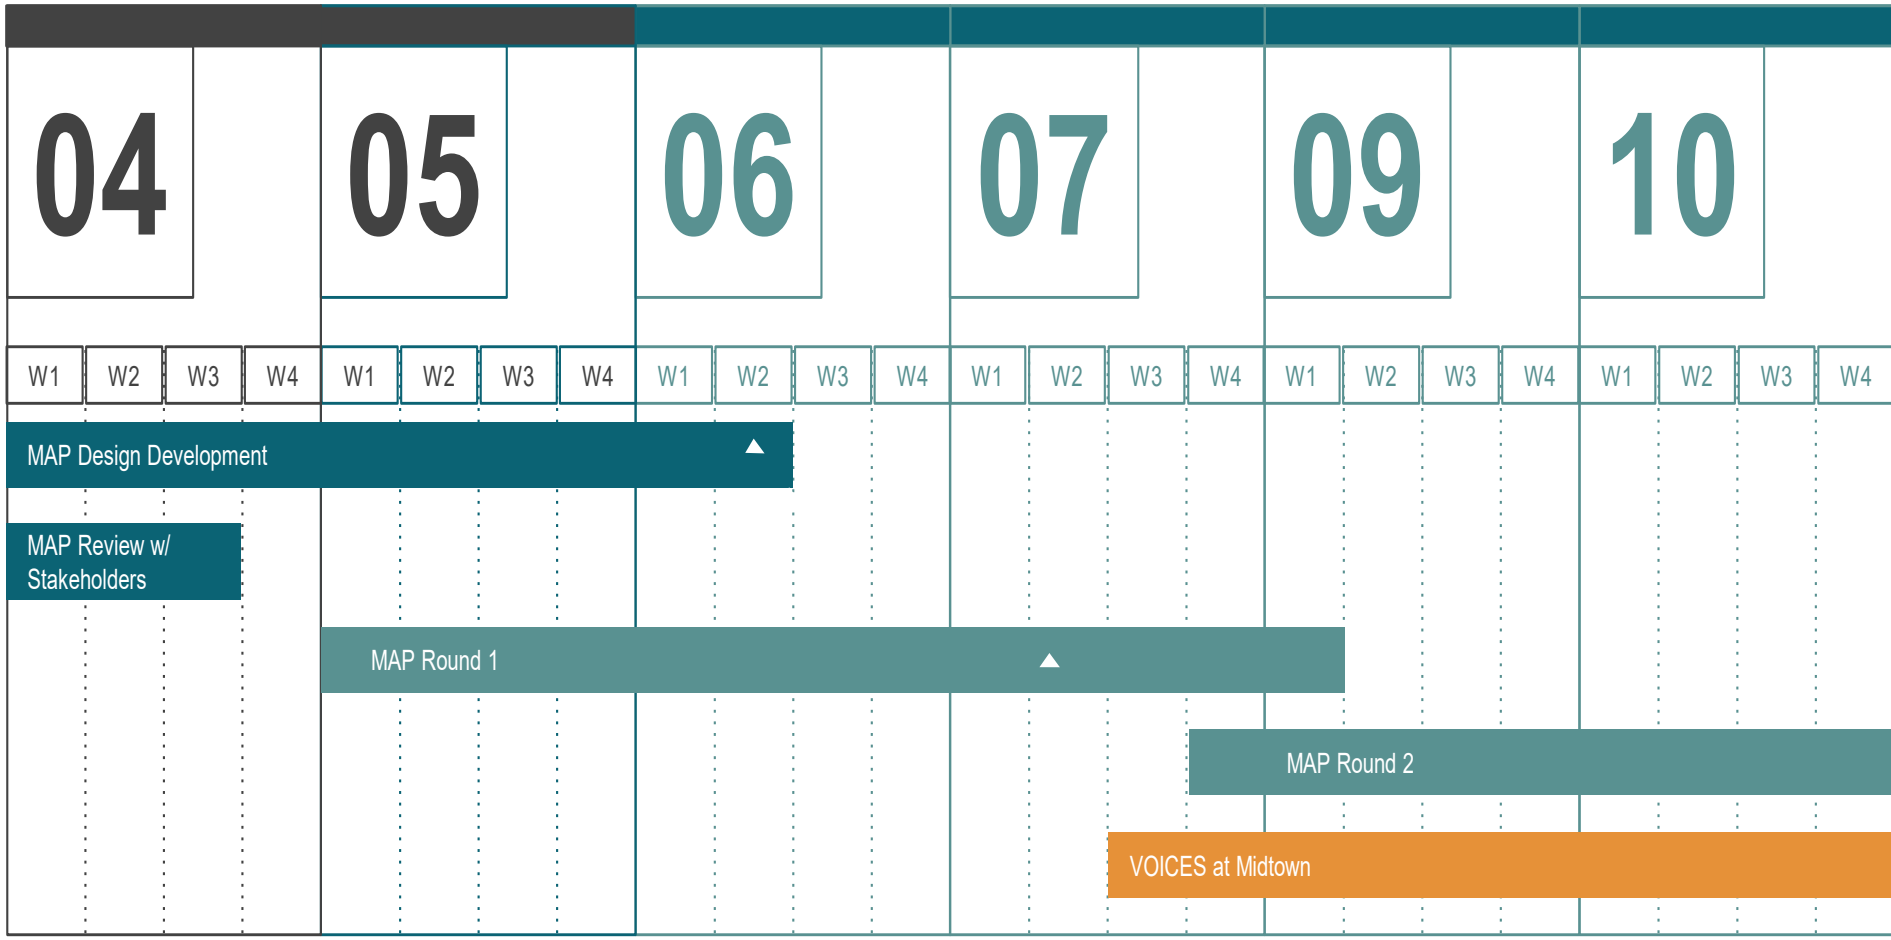 04 05 06 07 09 10
W1 W2 W3 W4 W1 W2 W3 W4 W1 W2 W3 W4 W1 W2 W3 W4 W1 W2 W3 W4 W1 W2 W3 W4
MAP Design Development
MAP Review w/
Stakeholders
MAP Round 1
MAP Round 2
VOICES at Midtown